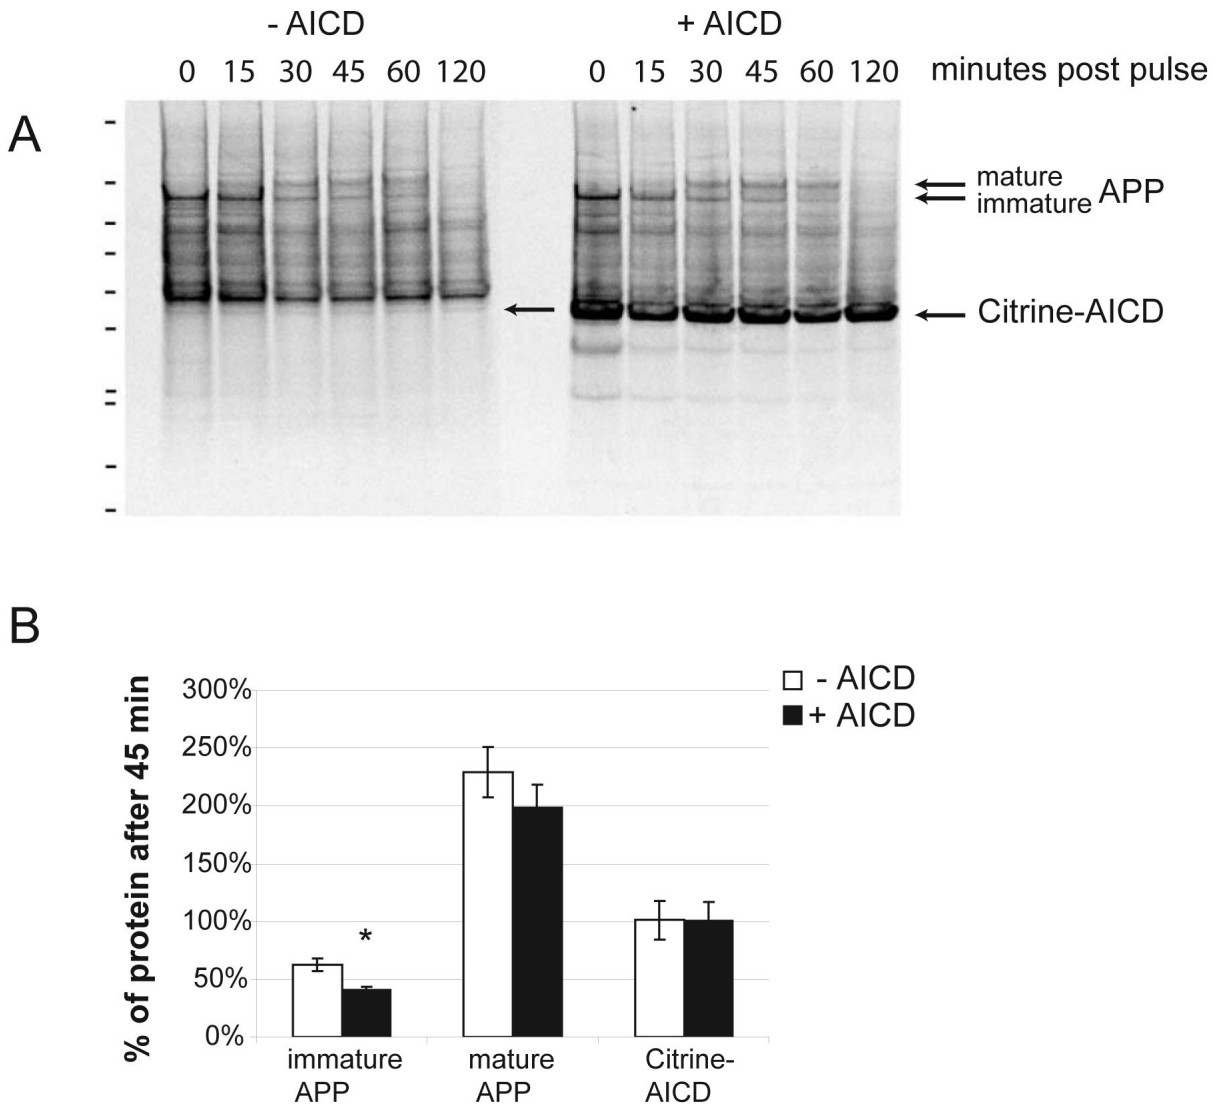 - AICD + AICD
0 15 30 45 60 120 0 15 30 45 60 120 minutes post pulse
A
mature
immature APP
Citrine-AICD
B
% of protein after 45 min
300%
250%
200%
150%
100%
50%
0%
*
- AICD
+ AICD
immature APP
mature APP
Citrine-AICD